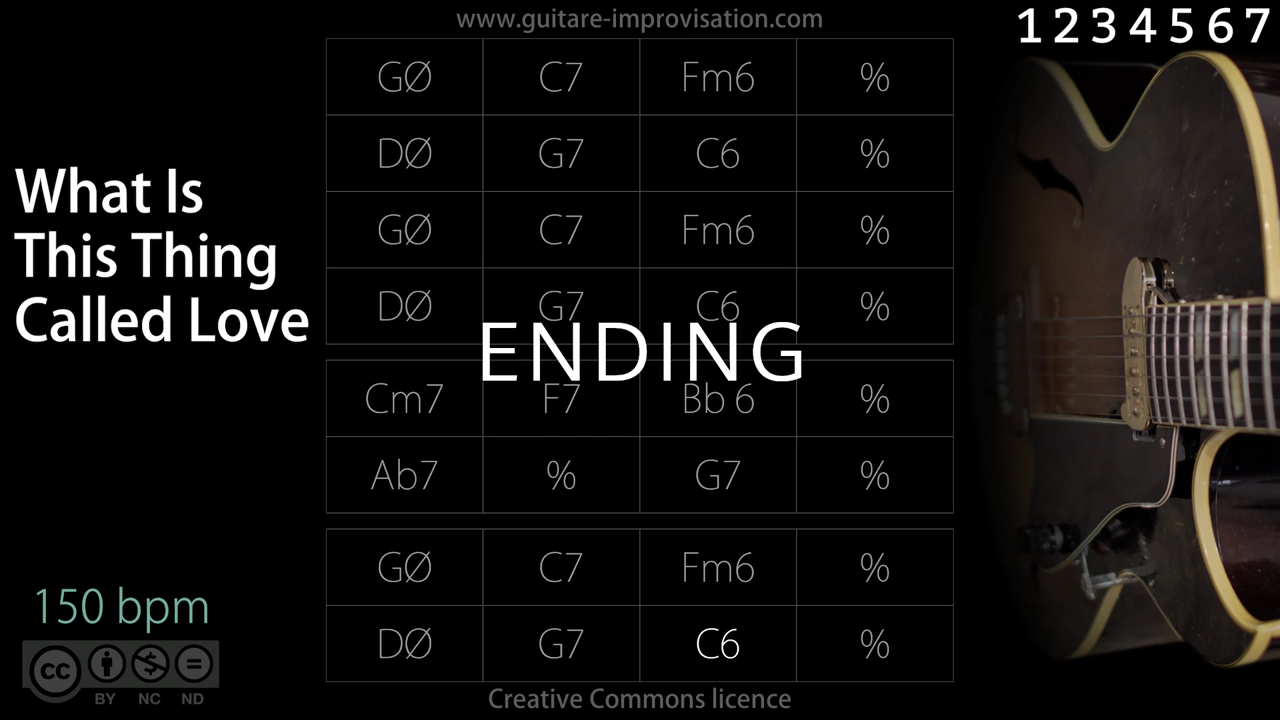 www.guitare-improvisation.com
1 2 3 4 5 6 7
GØ C7 Fm6 %
DØ G7 C6 %
GØ C7 Fm6 %
DØ G7 C6 %
What Is
This Thing
Called Love
ENDING
Cm7 F7 Bb 6 %
Ab7 % G7 %
GØ C7 Fm6 %
DØ G7 C6 %
150 bpm
cc
BY NC ND
Creative Commons licence